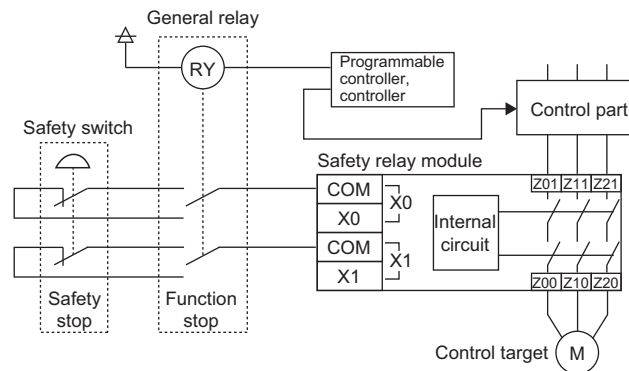 General relay
RY
Programmable
controller,
controller
Control part
Safety switch
Safety relay module
Z01 Z11 Z21
COM
X0
X0
COM
X1
X1
Internal
circuit
Z00 Z10 Z20
Safety
stop
Function
stop
Control target
M